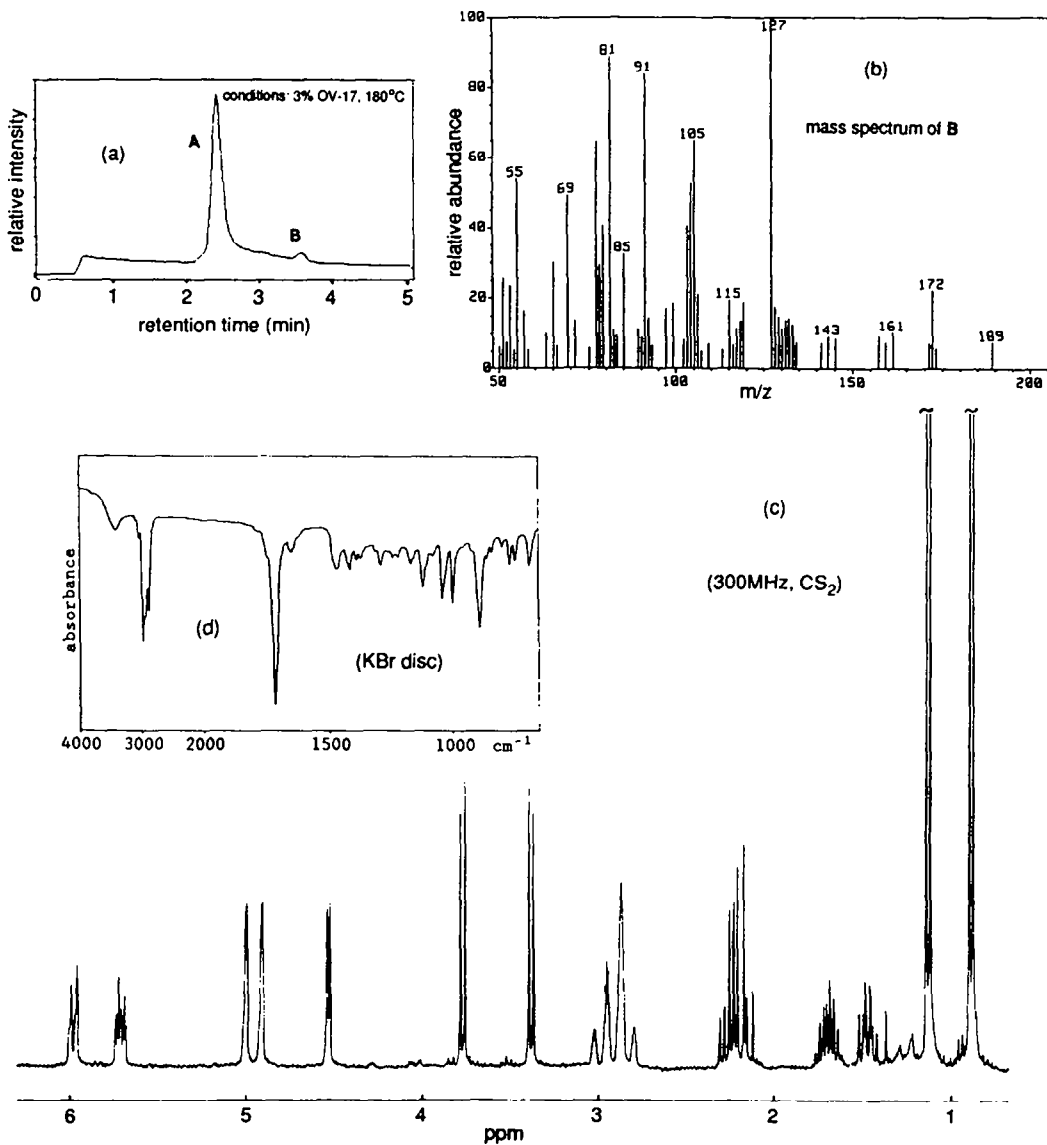 conditions: 3% OV-17, 180°C
A
(a)
B
relative intensity
0 1 2 3 4 5
retention time (min)
127
81
91
(b)
mass spectrum of B
105
55
69
85
115
172
143
161
189
relative abundance
100
80
60
40
20
0
50 100 150 200
m/z
(c)
(300MHz, CS2)
absorbance
(d)
(KBr disc)
4000 3000 2000 1500 1000 cm-1
~ ~
6 5 4 3 2 1
ppm